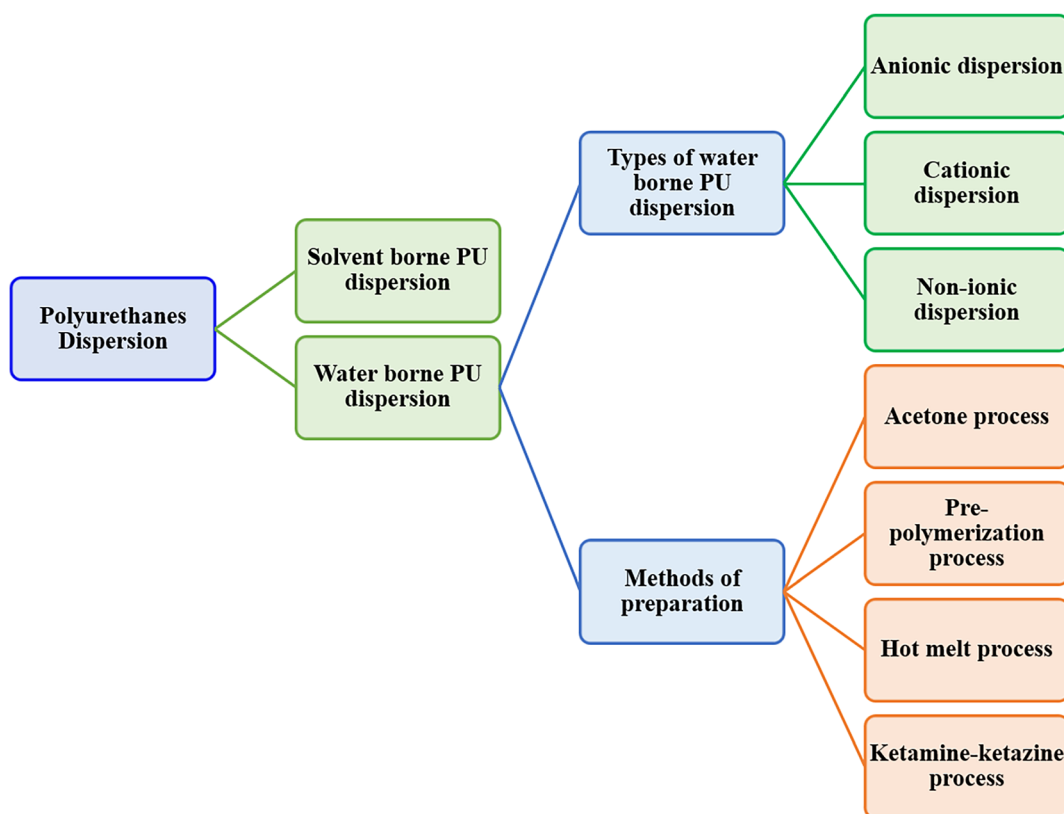 Polyurethanes
Dispersion
Solvent borne PU
dispersion
Water borne PU
dispersion
Types of water
borne PU
dispersion
Methods of
preparation
Anionic dispersion
Cationic
dispersion
Non-ionic
dispersion
Acetone process
Pre-
polymerization
process
Hot melt process
Ketamine-ketazine
process